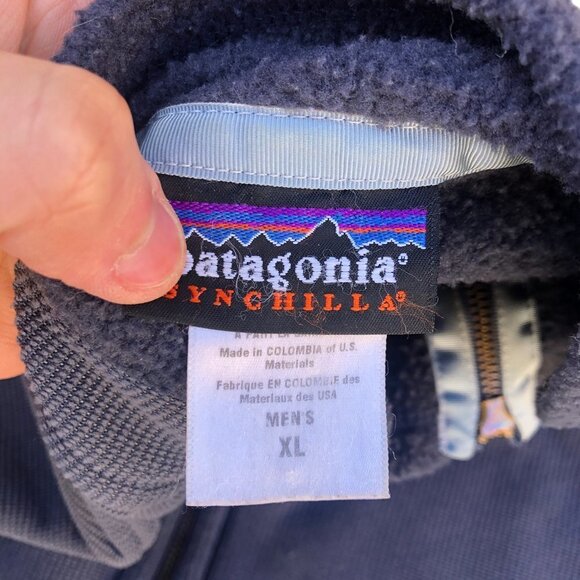 patagonia®
SYNCHILLA®
Made in COLOMBIA of U.S.
Materials
Fabrique EN COLOMBIE des
Materiaux des USA
MEN'S
XL